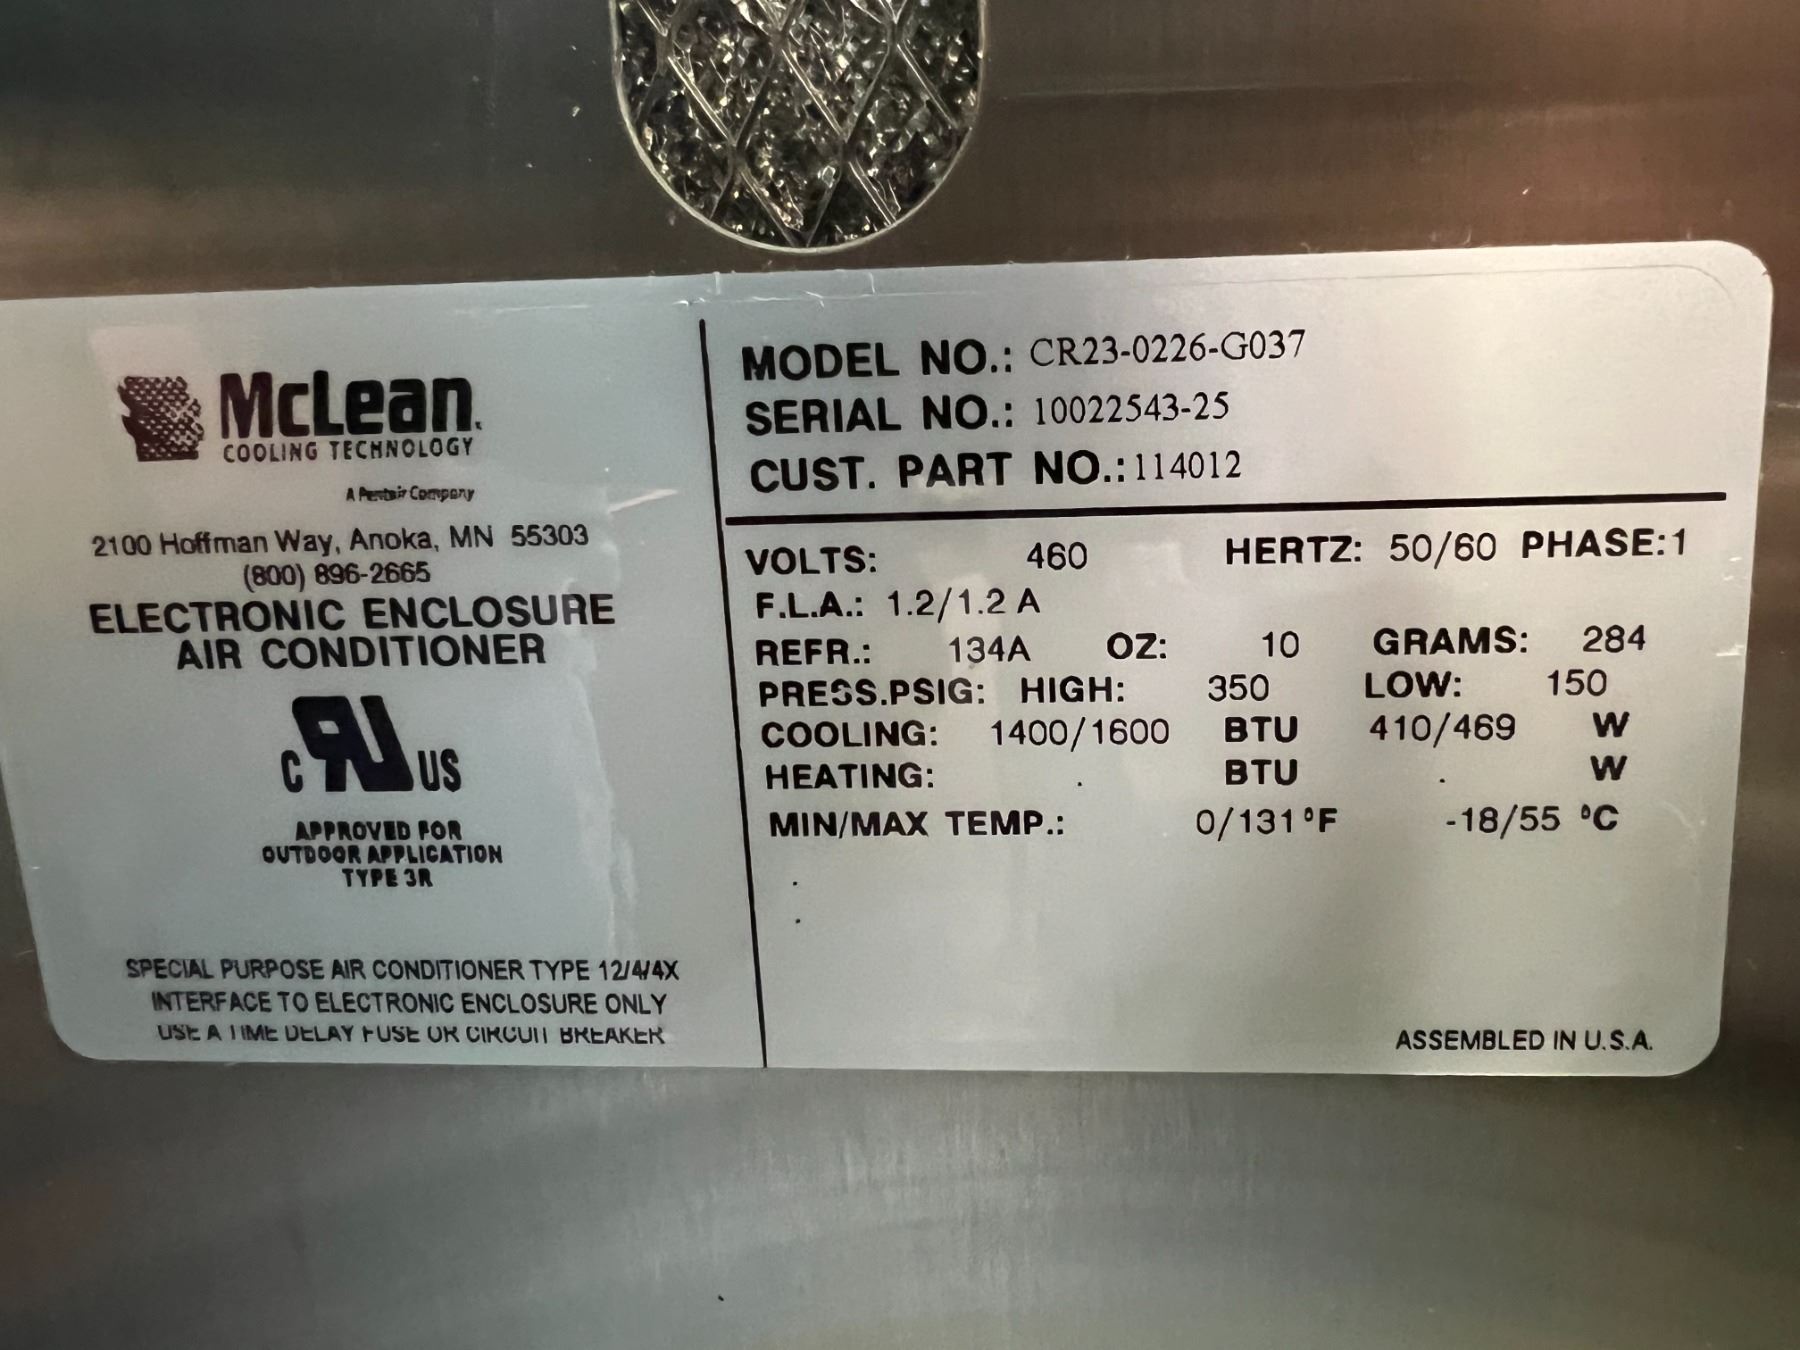 McLean
COOLING TECHNOLOGY
A Pentair Company
2100 Hoffman Way, Anoka, MN 55303
(800) 896-2665
ELECTRONIC ENCLOSURE
AIR CONDITIONER
C RU US
APPROVED FOR
OUTDOOR APPLICATION
TYPE 3R
SPECIAL PURPOSE AIR CONDITIONER TYPE 12/4/4X
INTERFACE TO ELECTRONIC ENCLOSURE ONLY
USE A TIME DELAY FUSE OR CIRCUIT BREAKER
MODEL NO.: CR23-0226-G037
SERIAL NO.: 10022543-25
CUST. PART NO.: 114012
VOLTS: 460 HERTZ: 50/60 PHASE: 1
F.L.A.: 1.2/1.2 A
REFR.: 134A OZ: 10 GRAMS: 284
PRESS.PSIG: HIGH: 350 LOW: 150
COOLING: 1400/1600 BTU 410/469 W
HEATING: . BTU . W
MIN/MAX TEMP.: 0/131 °F -18/55 °C
ASSEMBLED IN U.S.A.